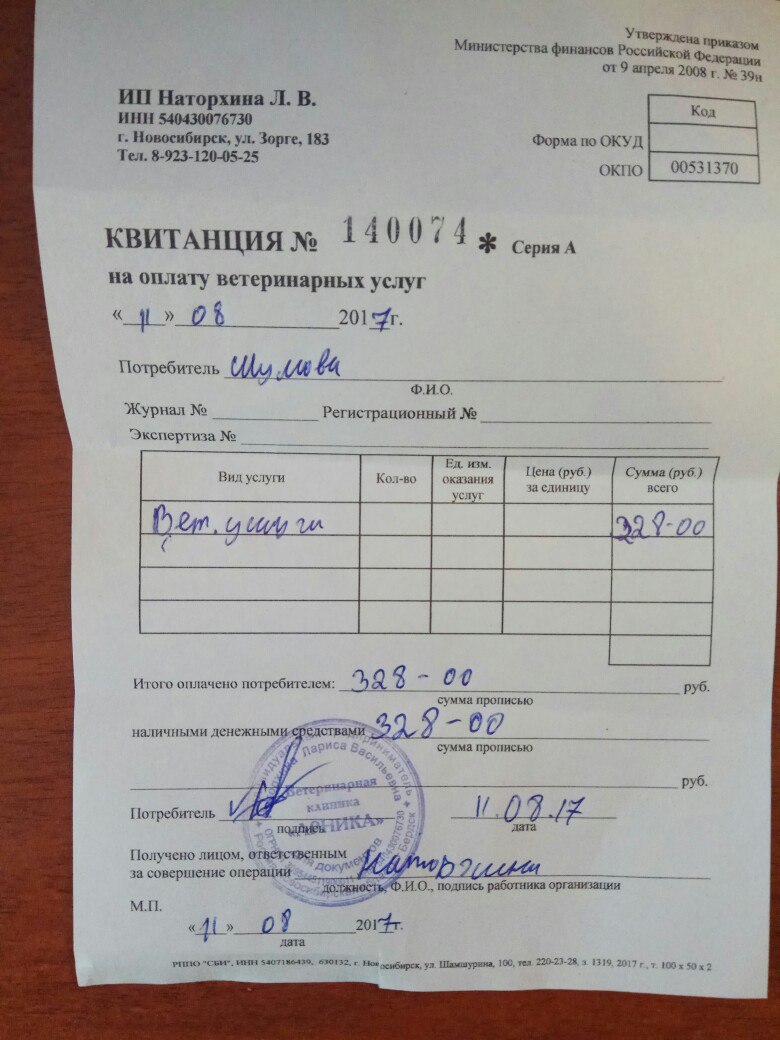 Утверждена приказом
Министерства финансов Российской Федерации
от 9 апреля 2008 г. № 39н
ИП Наторхина Л. В.
ИНН 540430076730
г. Новосибирск, ул. Зорге, 183
Тел. 8-923-120-05-25
Код
Форма по ОКУД
ОКПО 00531370
КВИТАНЦИЯ № 140074 * Серия А
на оплату ветеринарных услуг
« 11 » 08 2017г.
Потребитель Шумова
Ф.И.О.
Журнал № Регистрационный №
Экспертиза №
Вид услуги Кол-во Ед. изм. оказания услуг Цена (руб.) за единицу Сумма (руб.) всего
Вет. услуги 328-00
Итого оплачено потребителем: 328-00 руб.
сумма прописью
наличными денежными средствами 328-00
сумма прописью
руб.
Лариса Васильевна
Ветеринарная
клиника
«АРНИКА»
документов
Потребитель 11.08.17
подпись дата
Получено лицом, ответственным
за совершение операции Наторхина
должность, Ф.И.О., подпись работника организации
М.П.
« 11 » 08 2017г.
дата
РППО "СБИ", ИНН 5407186439, 630132, г. Новосибирск, ул. Шамшурина, 100, тел. 220-23-28, з. 1319, 2017 г., т. 100 х 50 х 2